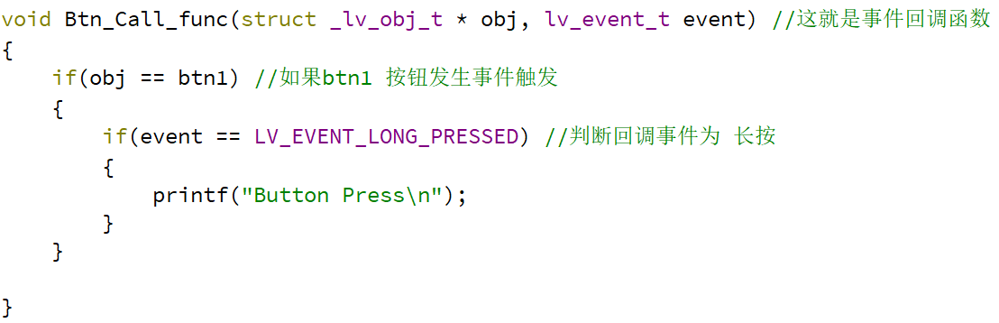 void Btn_Call_func(struct _lv_obj_t * obj, lv_event_t event) //这就是事件回调函数
{
    if(obj == btn1) //如果btn1 按钮发生事件触发
    {
        if(event == LV_EVENT_LONG_PRESSED) //判断回调事件为 长按
        {
            printf("Button Press\n");
        }
    }
}